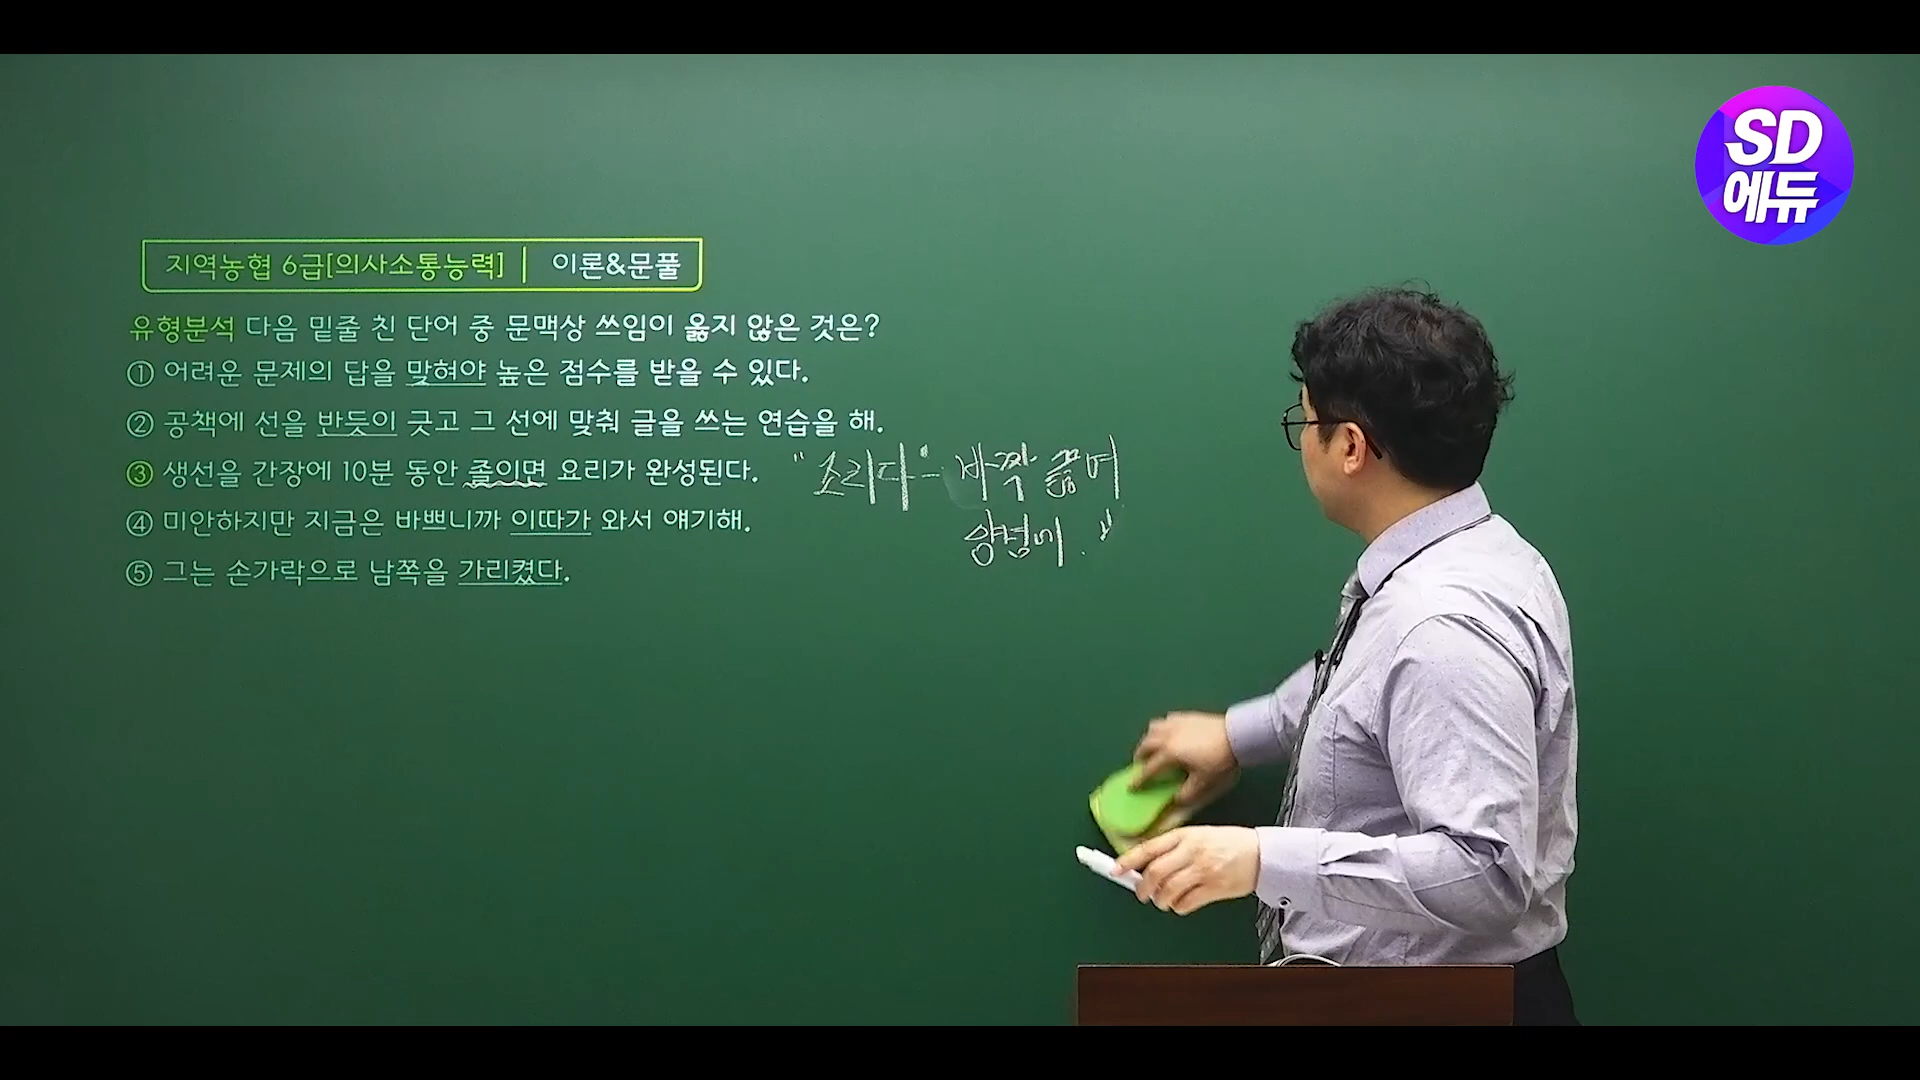 SD
에듀
지역농협 6급[의사소통능력] | 이론&문풀
유형분석 다음 밑줄 친 단어 중 문맥상 쓰임이 옳지 않은 것은?
① 어려운 문제의 답을 맞혀야 높은 점수를 받을 수 있다.
② 공책에 선을 반듯이 긋고 그 선에 맞춰 글을 쓰는 연습을 해.
③ 생선을 간장에 10분 동안 졸이면 요리가 완성된다.
④ 미안하지만 지금은 바쁘니까 이따가 와서 얘기해.
⑤ 그는 손가락으로 남쪽을 가리켰다.
"조리다" - 바짝 끓여
양념에."